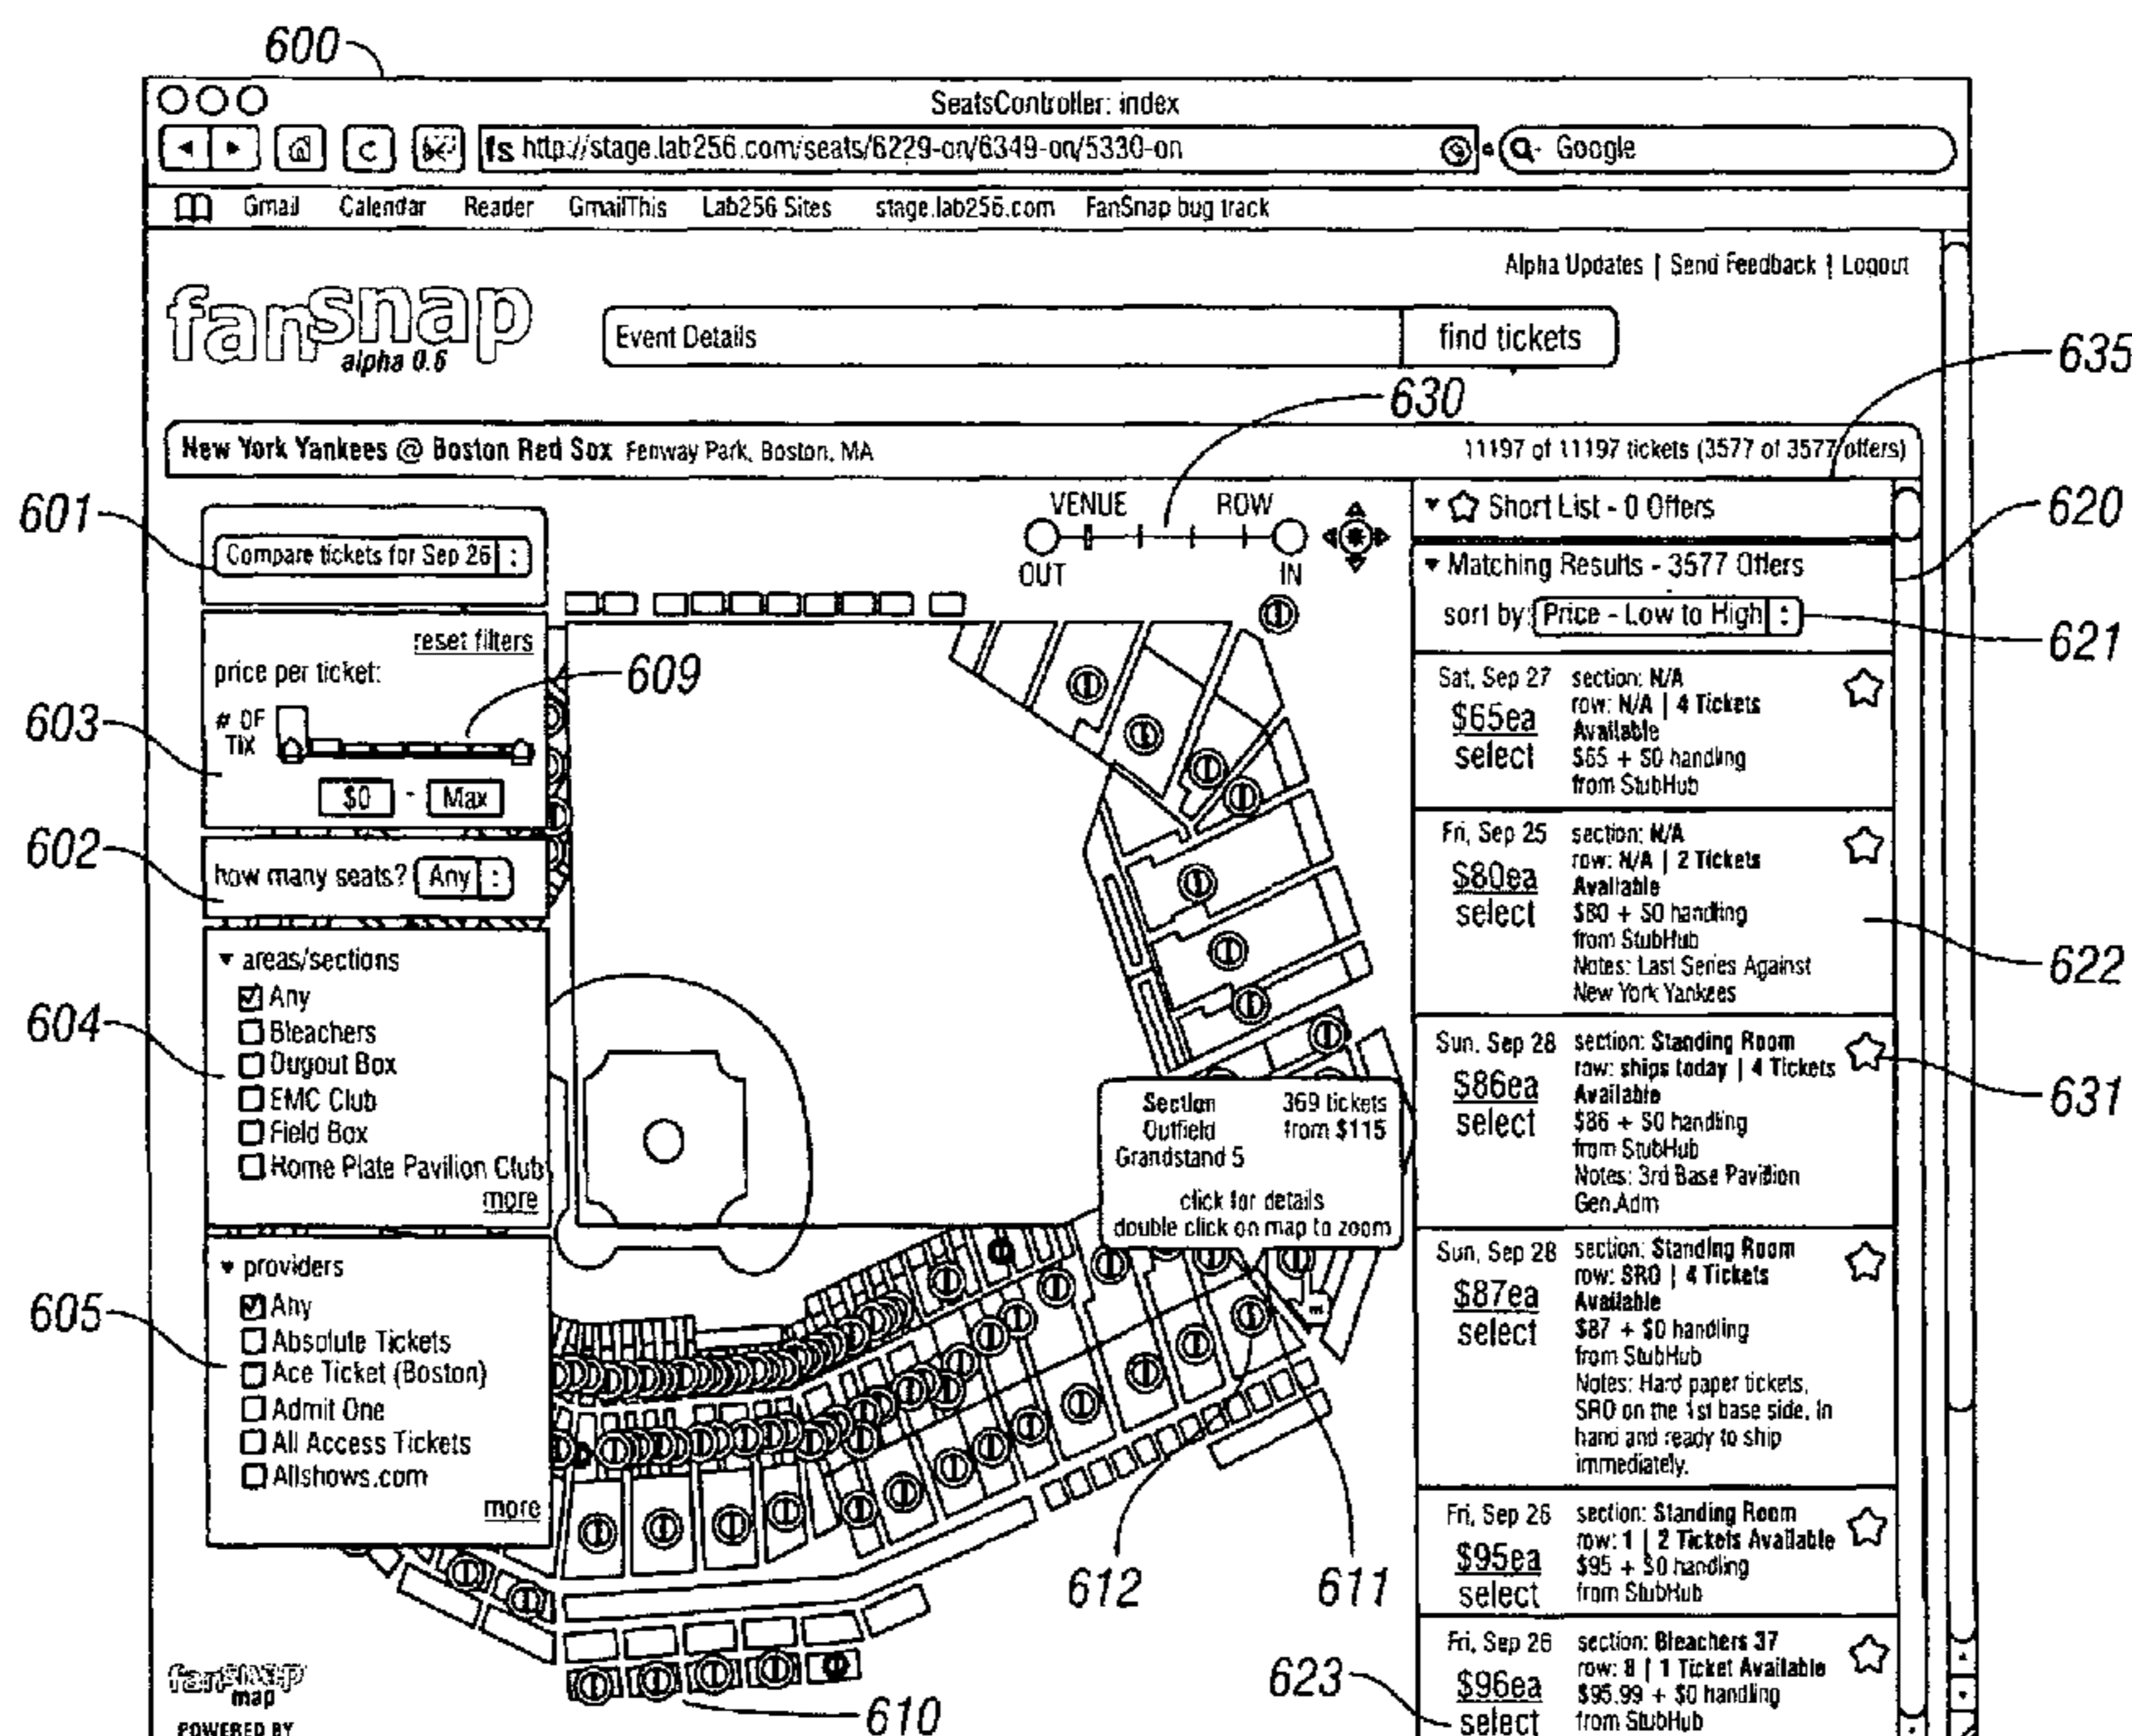 600
SeatsController: index
fs http://stage.lab256.com/seats/6229-on/6349-on/5330-on
Google
Gmail Calendar Reader GmailThis Lab256 Sites stage.lab256.com FanSnap bug track
Alpha Updates | Send Feedback | Logout
fansnap
alpha 0.6
Event Details
find tickets
635
630
New York Yankees @ Boston Red Sox Fenway Park, Boston, MA
11197 of 11197 tickets (3577 of 3577 offers)
601
Compare tickets for Sep 26
reset filters
price per ticket:
# OF
TIX
609
603
$0 - Max
602
how many seats? Any
604
areas/sections
Any
Bleachers
Dugout Box
EMC Club
Field Box
Home Plate Pavilion Club
more
605
providers
Any
Absolute Tickets
Ace Ticket (Boston)
Admit One
All Access Tickets
Allshows.com
more
fansnap
map
POWERED BY
VENUE ROW
OUT IN
Section
Outfield
Grandstand 5
369 tickets
from $115
click for details
double click on map to zoom
612
611
610
Short List - 0 Offers
620
Matching Results - 3577 Offers
sort by: Price - Low to High
621
Sat, Sep 27
$65ea
select
section: N/A
row: N/A | 4 Tickets
Available
$65 + $0 handling
from StubHub
Fri, Sep 25
$80ea
select
section: N/A
row: N/A | 2 Tickets
Available
$80 + $0 handling
from StubHub
Notes: Last Series Against
New York Yankees
622
Sun, Sep 28
$86ea
select
section: Standing Room
row: ships today | 4 Tickets
Available
$86 + $0 handling
from StubHub
Notes: 3rd Base Pavilion
Gen.Adm
631
Sun, Sep 28
$87ea
select
section: Standing Room
row: SRO | 4 Tickets
Available
$87 + $0 handling
from StubHub
Notes: Hard paper tickets,
SRO on the 1st base side, In
hand and ready to ship
immediately.
Fri, Sep 26
$95ea
select
section: Standing Room
row: 1 | 2 Tickets Available
$95 + $0 handling
from StubHub
Fri, Sep 26
$96ea
select
section: Bleachers 37
row: 8 | 1 Ticket Available
$95.99 + $0 handling
from StubHub
623